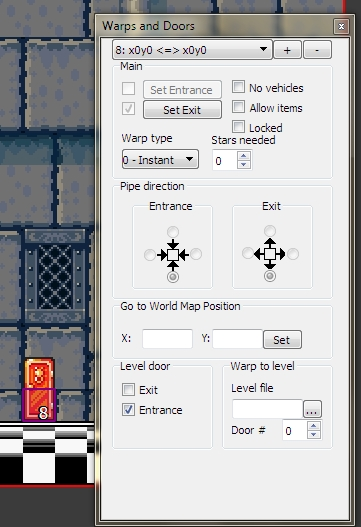 Warps and Doors
x
8: x0y0 <=> x0y0
+
-
Main
Set Entrance
No vehicles
Set Exit
Allow items
Locked
Warp type
Stars needed
0 - Instant
0
Pipe direction
Entrance
Exit
Go to World Map Position
X:
Y:
Set
Level door
Warp to level
Exit
Level file
Entrance
...
Door #
0
8